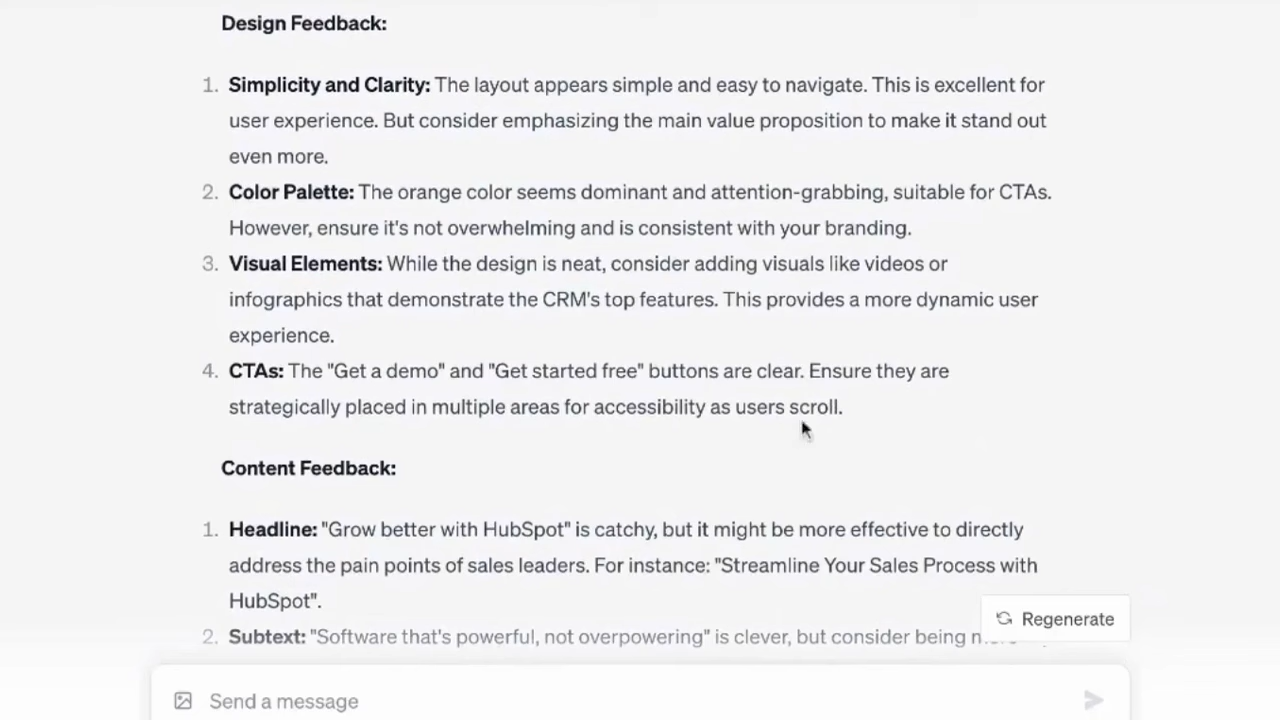 Design Feedback:
1. Simplicity and Clarity: The layout appears simple and easy to navigate. This is excellent for
user experience. But consider emphasizing the main value proposition to make it stand out
even more.
2. Color Palette: The orange color seems dominant and attention-grabbing, suitable for CTAs.
However, ensure it's not overwhelming and is consistent with your branding.
3. Visual Elements: While the design is neat, consider adding visuals like videos or
infographics that demonstrate the CRM's top features. This provides a more dynamic user
experience.
4. CTAs: The "Get a demo" and "Get started free" buttons are clear. Ensure they are
strategically placed in multiple areas for accessibility as users scroll.
Content Feedback:
1. Headline: "Grow better with HubSpot" is catchy, but it might be more effective to directly
address the pain points of sales leaders. For instance: "Streamline Your Sales Process with
HubSpot".
Regenerate
2. Subtext: "Software that's powerful, not overpowering" is clever, but consider being
Send a message